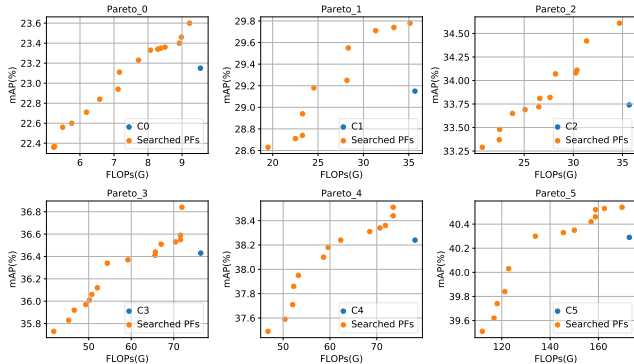 Pareto_0
mAP(%)
23.6
23.4
23.2
23.0
22.8
22.6
22.4
6 7 8 9
FLOPs(G)
C0
Searched PFs
Pareto_1
mAP(%)
29.8
29.6
29.4
29.2
29.0
28.8
28.6
20 25 30 35
FLOPs(G)
C1
Searched PFs
Pareto_2
mAP(%)
34.50
34.25
34.00
33.75
33.50
33.25
25 30 35
FLOPs(G)
C2
Searched PFs
Pareto_3
mAP(%)
36.8
36.6
36.4
36.2
36.0
35.8
50 60 70
FLOPs(G)
C3
Searched PFs
Pareto_4
mAP(%)
38.4
38.2
38.0
37.8
37.6
50 60 70
FLOPs(G)
C4
Searched PFs
Pareto_5
mAP(%)
40.4
40.2
40.0
39.8
39.6
120 140 160
FLOPs(G)
C5
Searched PFs